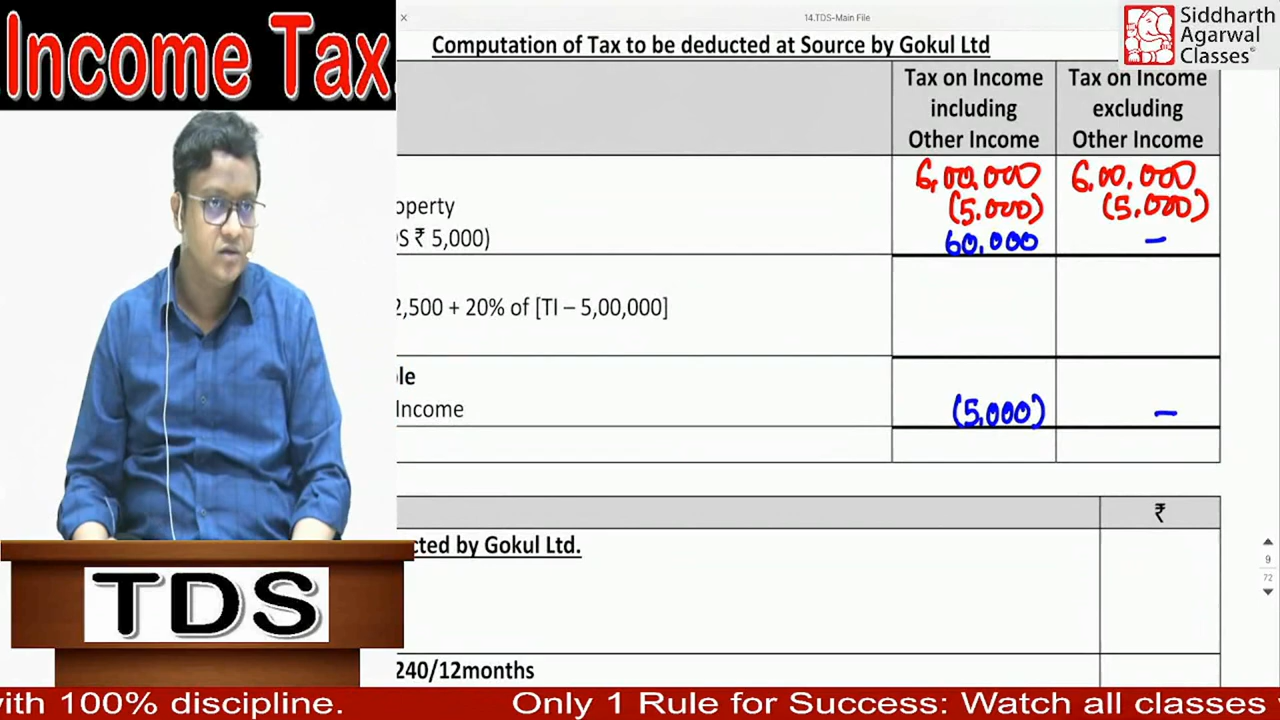 Income Tax
14.TDS-Main File
Siddharth
Agarwal
Classes®
Computation of Tax to be deducted at Source by Gokul Ltd
Tax on Income
including
Other Income
Tax on Income
excluding
Other Income
6,00,000 6,00,000
operty (5,000) (5,000)
DS ₹ 5,000) 60,000 –
2,500 + 20% of [TI – 5,00,000]
ble
Income (5,000) –
₹
cted by Gokul Ltd.
240/12months
9
72
TDS
with 100% discipline. Only 1 Rule for Success: Watch all classes